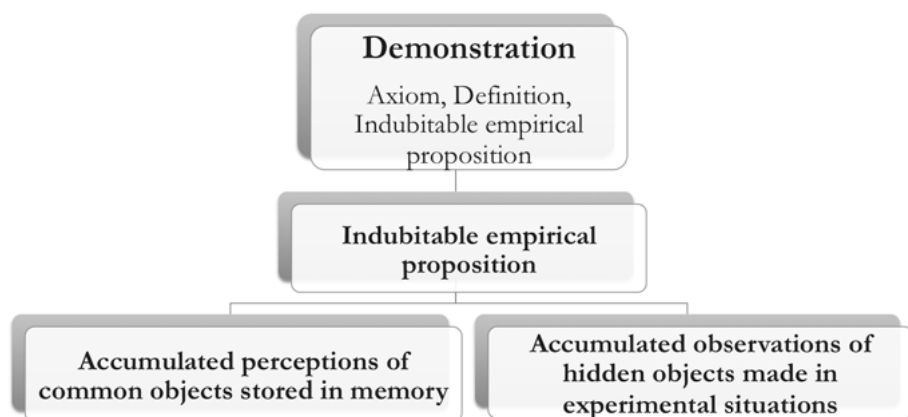 Demonstration
Axiom, Definition,
Indubitable empirical
proposition
Indubitable empirical
proposition
Accumulated perceptions of
common objects stored in memory
Accumulated observations of
hidden objects made in
experimental situations